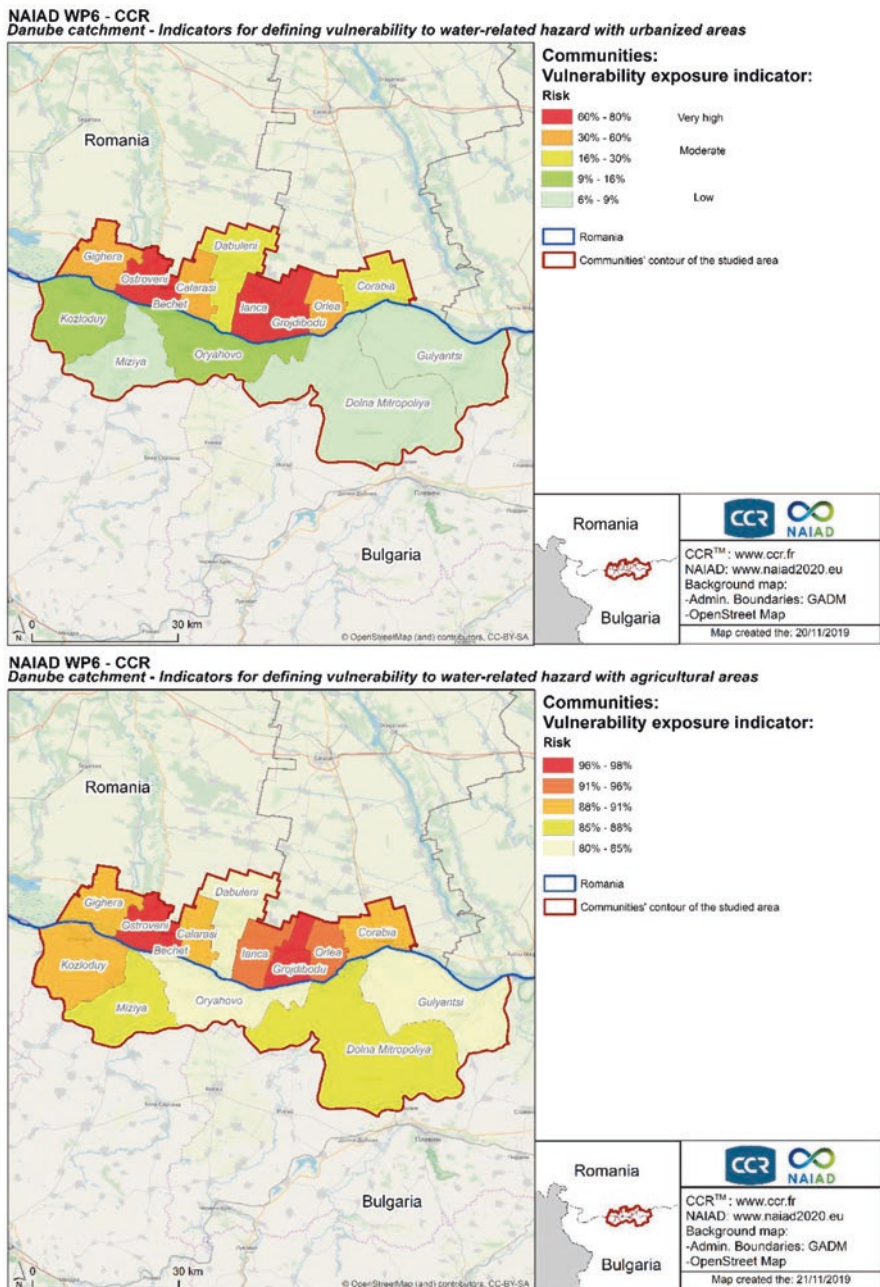 NAIAD WP6 - CCR
Danube catchment - Indicators for defining vulnerability to water-related hazard with urbanized areas
Communities:
Vulnerability exposure indicator:
Risk
60% - 80% Very high
30% - 60%
16% - 30% Moderate
9% - 16%
6% - 9% Low
Romania
Communities' contour of the studied area
Romania
Dabuleni
Gighera
Ostroveni
Calarasi
Corabia
Bechet
Ianca
Orlea
Kozloduy
Grojdibodu
Miziya
Oryahovo
Gulyantsi
Dolna Mitropoliya
Bulgaria
N
0 30 km
© OpenStreetMap (and) contributors, CC-BY-SA
Romania
Bulgaria
CCR
NAIAD
CCR™ : www.ccr.fr
NAIAD: www.naiad2020.eu
Background map:
-Admin. Boundaries: GADM
-OpenStreet Map
Map created the: 20/11/2019
NAIAD WP6 - CCR
Danube catchment - Indicators for defining vulnerability to water-related hazard with agricultural areas
Communities:
Vulnerability exposure indicator:
Risk
96% - 98%
91% - 96%
88% - 91%
85% - 88%
80% - 85%
Romania
Communities' contour of the studied area
Romania
Dabuleni
Gighera
Ostroveni
Calarasi
Corabia
Bechet
Ianca
Orlea
Kozloduy
Grojdibodu
Miziya
Oryahovo
Gulyantsi
Dolna Mitropoliya
Bulgaria
N
0 30 km
© OpenStreetMap (and) contributors, CC-BY-SA
Romania
Bulgaria
CCR
NAIAD
CCR™ : www.ccr.fr
NAIAD: www.naiad2020.eu
Background map:
-Admin. Boundaries: GADM
-OpenStreet Map
Map created the: 21/11/2019